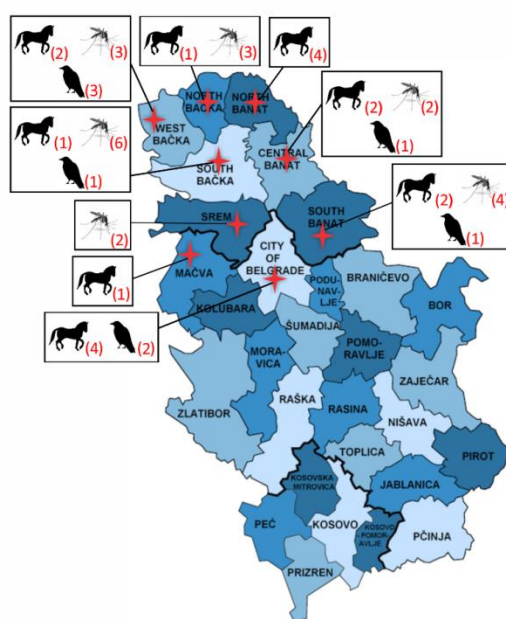 (2) (3)
(3)
(1) (3)
(4)
(1) (6)
(1)
(2) (2)
(1)
(2)
(2) (4)
(1)
(1)
(4) (2)
NORTH
BAČKA
NORTH
BANAT
WEST
BAČKA
SOUTH
BAČKA
CENTRAL
BANAT
SREM
SOUTH
BANAT
CITY
OF
BELGRADE
MAČVA
PODU-
NAV-
LJE
BRANIČEVO
BOR
KOLUBARA
ŠUMADIJA
POMO-
RAVLJE
MORA-
VICA
ZAJEČAR
ZLATIBOR
RAŠKA
RASINA
NIŠAVA
TOPLICA
PIROT
KOSOVSKA
MITROVICA
JABLANICA
PEĆ
KOSOVO
KOSOVO
-POMOR-
AVLJE
PČINJA
PRIZREN